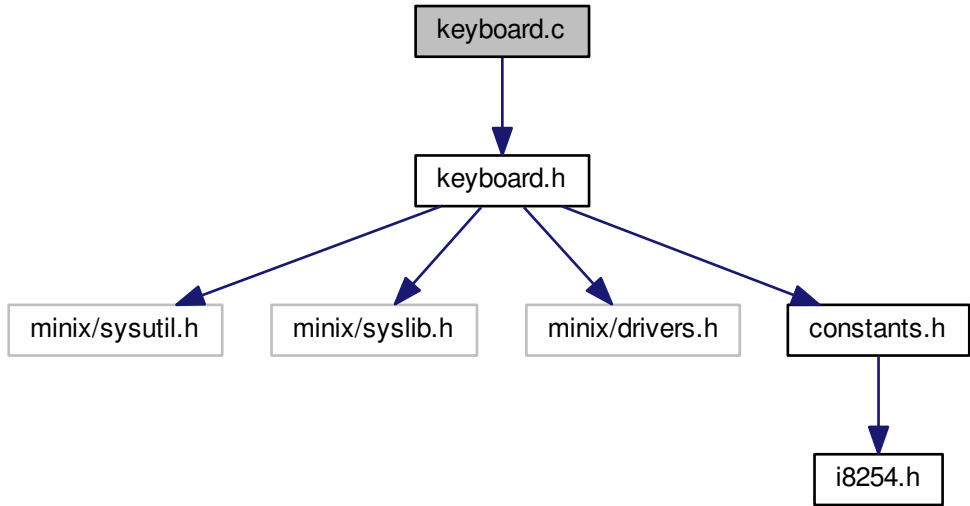 keyboard.c
keyboard.h
minix/sysutil.h
minix/syslib.h
minix/drivers.h
constants.h
i8254.h